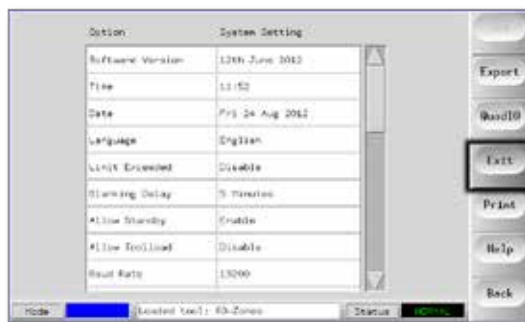 Option System Setting
Software Version 12th June 2012
Time 11:52
Date Fri 24 Aug 2012
Language English
Limit Exceeded Disable
Alarming Delay 5 Minutes
Allow Standby Enable
Allow Toolload Disable
Baud Rate 19200
Export
QuadIO
Exit
Print
Help
Back
Mode Loaded tool: 60-Zones Status NORMAL